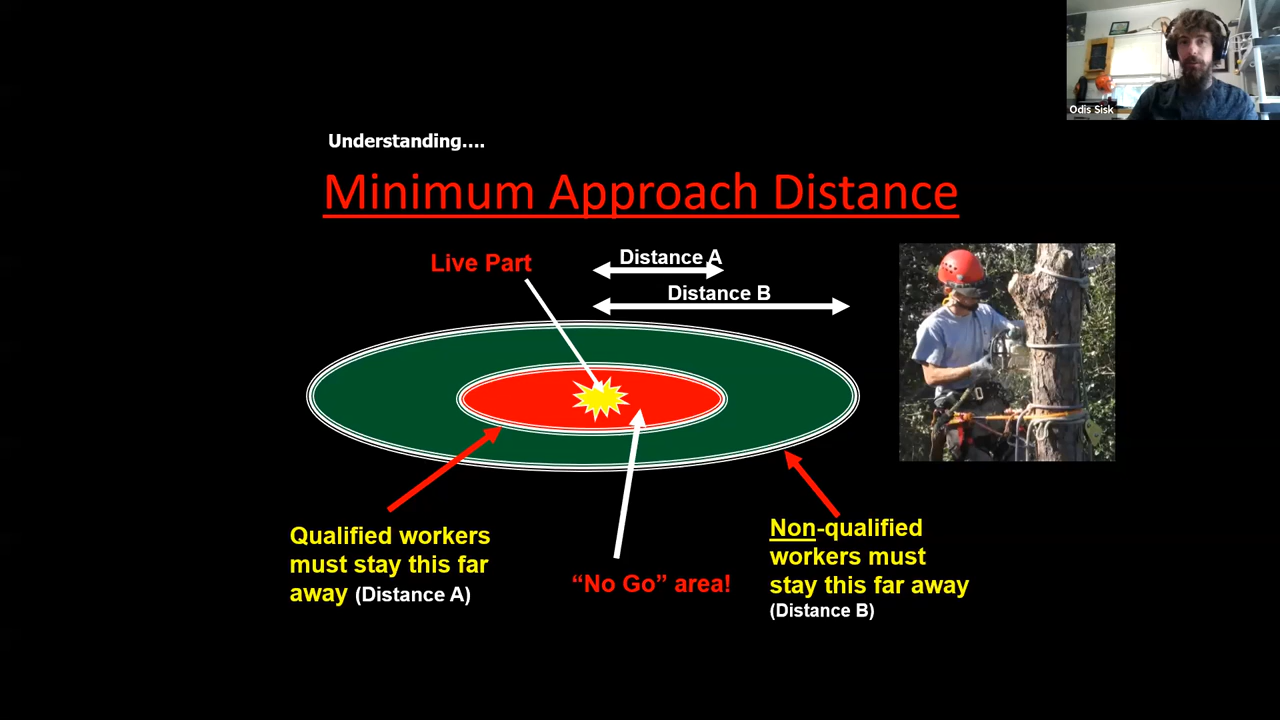 Odis Sisk
Understanding....
Minimum Approach Distance
Live Part
Distance A
Distance B
Qualified workers
must stay this far
away (Distance A)
“No Go” area!
Non-qualified
workers must
stay this far away
(Distance B)